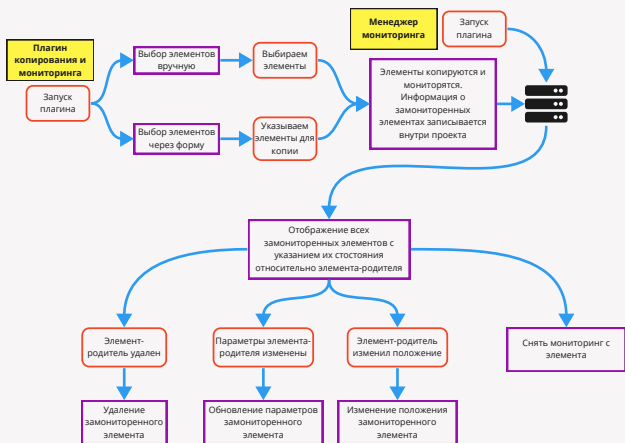 Плагин
копирования и
мониторинга
Запуск
плагина
Выбор элементов
вручную
Выбираем
элементы
Выбор элементов
через форму
Указываем
элементы для
копии
Менеджер
мониторинга
Запуск
плагина
Элементы копируются и
мониторятся.
Информация о
замониторенных
элементах записывается
внутри проекта
Отображение всех
замониторенных элементов с
указанием их стостояния
относительно элемента-родителя
Элемент-
родитель удален
Параметры элемента-
родителя изменены
Элемент-родитель
изменил положение
Снять мониторинг с
элемента
Удаление
замониторенного
элемента
Обновление параметров
замониторенного
элемента
Изменение положения
замониторенного
элемента